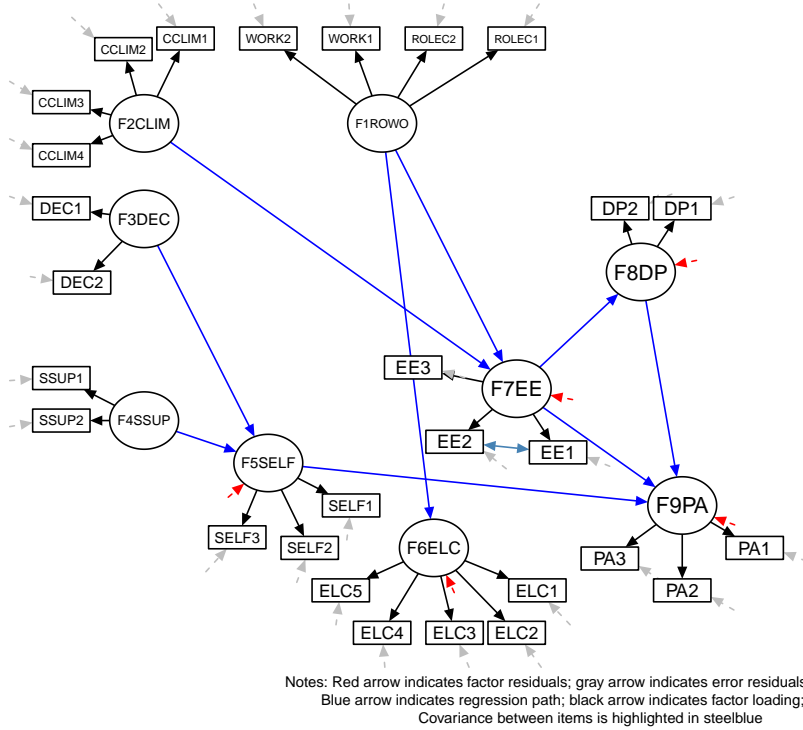 CCLIM1
CCLIM2
WORK2
WORK1
ROLEC2
ROLEC1
CCLIM3
F2CLIM
F1ROWO
CCLIM4
DEC1
F3DEC
DP2
DP1
DEC2
F8DP
SSUP1
EE3
F7EE
SSUP2
F4SSUP
EE2
EE1
F5SELF
SELF1
F9PA
SELF3
SELF2
F6ELC
PA3
PA1
ELC5
ELC1
PA2
ELC4
ELC3
ELC2
Notes: Red arrow indicates factor residuals; gray arrow indicates error residuals
Blue arrow indicates regression path; black arrow indicates factor loading;
Covariance between items is highlighted in steelblue